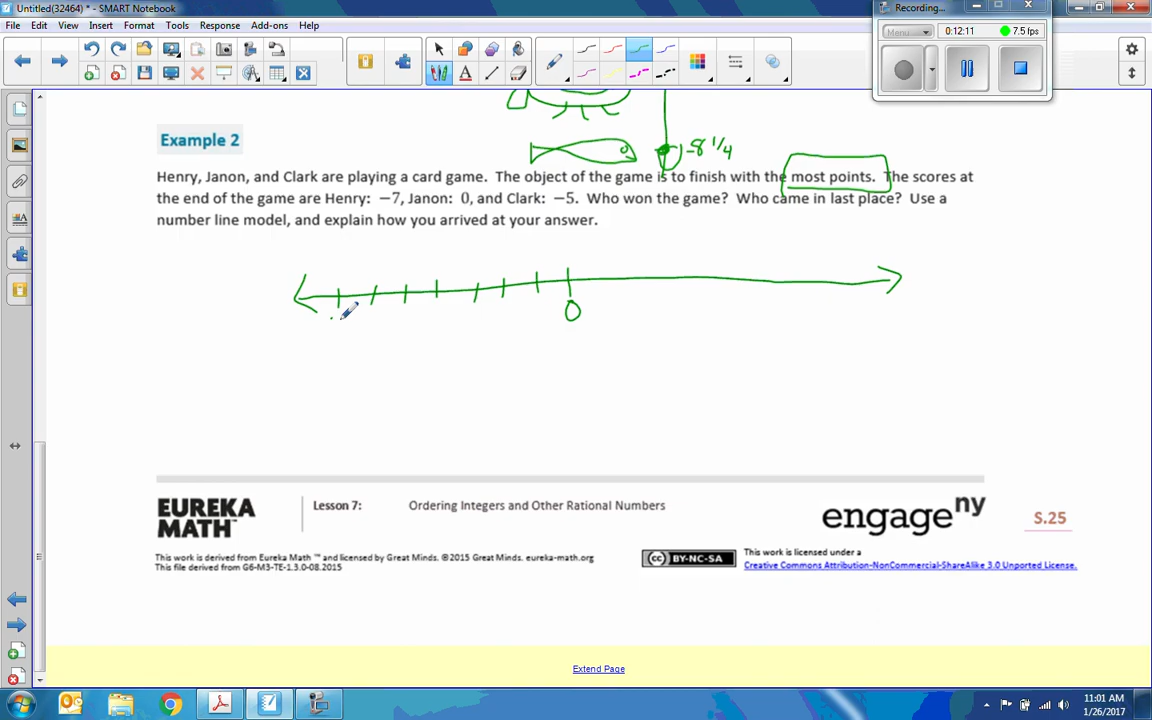 Untitled(32464) * - SMART Notebook
Recording...
File Edit View Insert Format Tools Response Add-ons Help
Menu 0:12:11 7.5 fps
-8 1/4
Example 2
Henry, Janon, and Clark are playing a card game. The object of the game is to finish with the most points. The scores at
the end of the game are Henry: −7, Janon: 0, and Clark: −5. Who won the game? Who came in last place? Use a
number line model, and explain how you arrived at your answer.
0
EUREKA
MATH™
Lesson 7: Ordering Integers and Other Rational Numbers
engage ny
S.25
This work is derived from Eureka Math ™ and licensed by Great Minds. ©2015 Great Minds. eureka-math.org
This file derived from G6-M3-TE-1.3.0-08.2015
(cc) BY-NC-SA
This work is licensed under a
Creative Commons Attribution-NonCommercial-ShareAlike 3.0 Unported License.
Extend Page
11:01 AM
1/26/2017